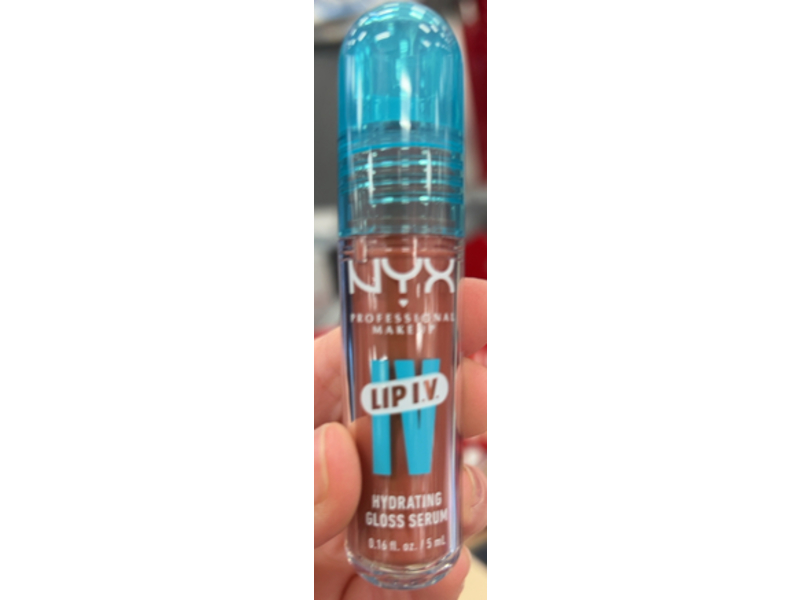 NYX
PROFESSIONAL
MAKEUP
IV
LIP I.V.
HYDRATING
GLOSS SERUM
0.16 fl. oz. / 5 mL